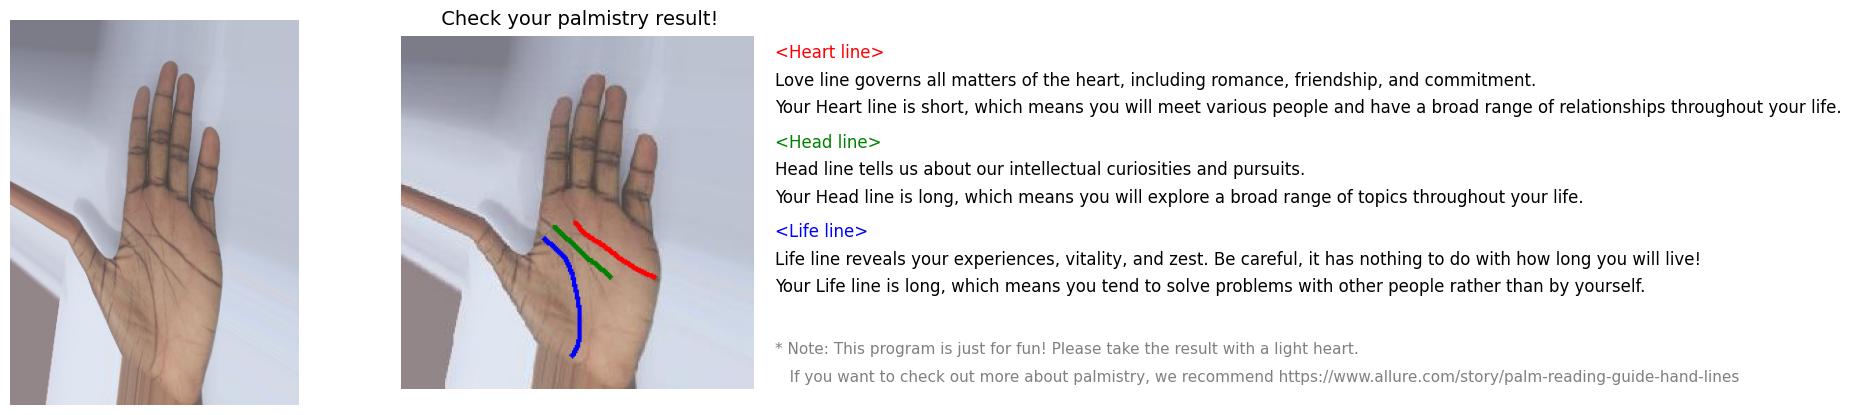 Check your palmistry result!
<Heart line>
Love line governs all matters of the heart, including romance, friendship, and commitment.
Your Heart line is short, which means you will meet various people and have a broad range of relationships throughout your life.
<Head line>
Head line tells us about our intellectual curiosities and pursuits.
Your Head line is long, which means you will explore a broad range of topics throughout your life.
<Life line>
Life line reveals your experiences, vitality, and zest. Be careful, it has nothing to do with how long you will live!
Your Life line is long, which means you tend to solve problems with other people rather than by yourself.
* Note: This program is just for fun! Please take the result with a light heart.
If you want to check out more about palmistry, we recommend https://www.allure.com/story/palm-reading-guide-hand-lines